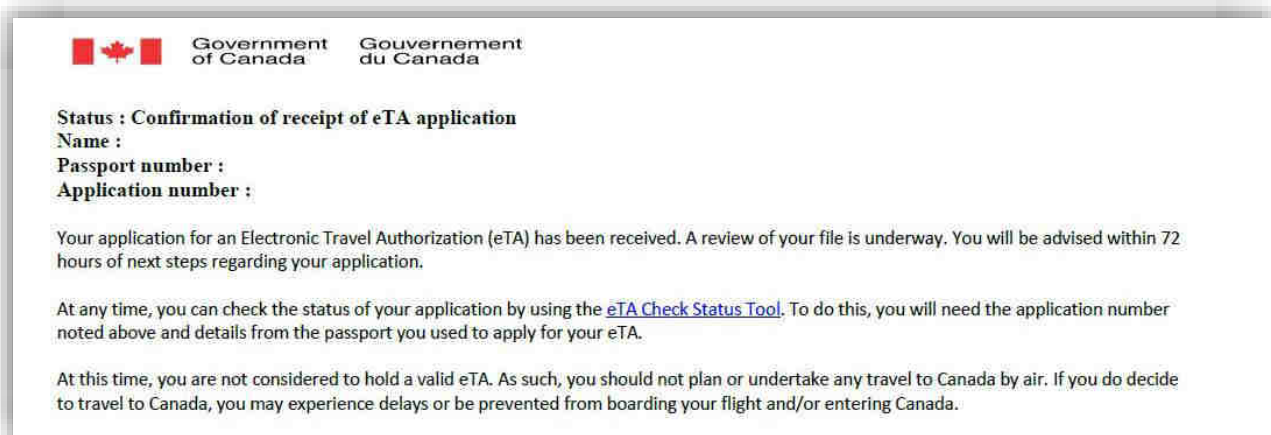 Government Gouvernement
of Canada du Canada
Status : Confirmation of receipt of eTA application
Name :
Passport number :
Application number :
Your application for an Electronic Travel Authorization (eTA) has been received. A review of your file is underway. You will be advised within 72
hours of next steps regarding your application.
At any time, you can check the status of your application by using the eTA Check Status Tool. To do this, you will need the application number
noted above and details from the passport you used to apply for your eTA.
At this time, you are not considered to hold a valid eTA. As such, you should not plan or undertake any travel to Canada by air. If you do decide
to travel to Canada, you may experience delays or be prevented from boarding your flight and/or entering Canada.